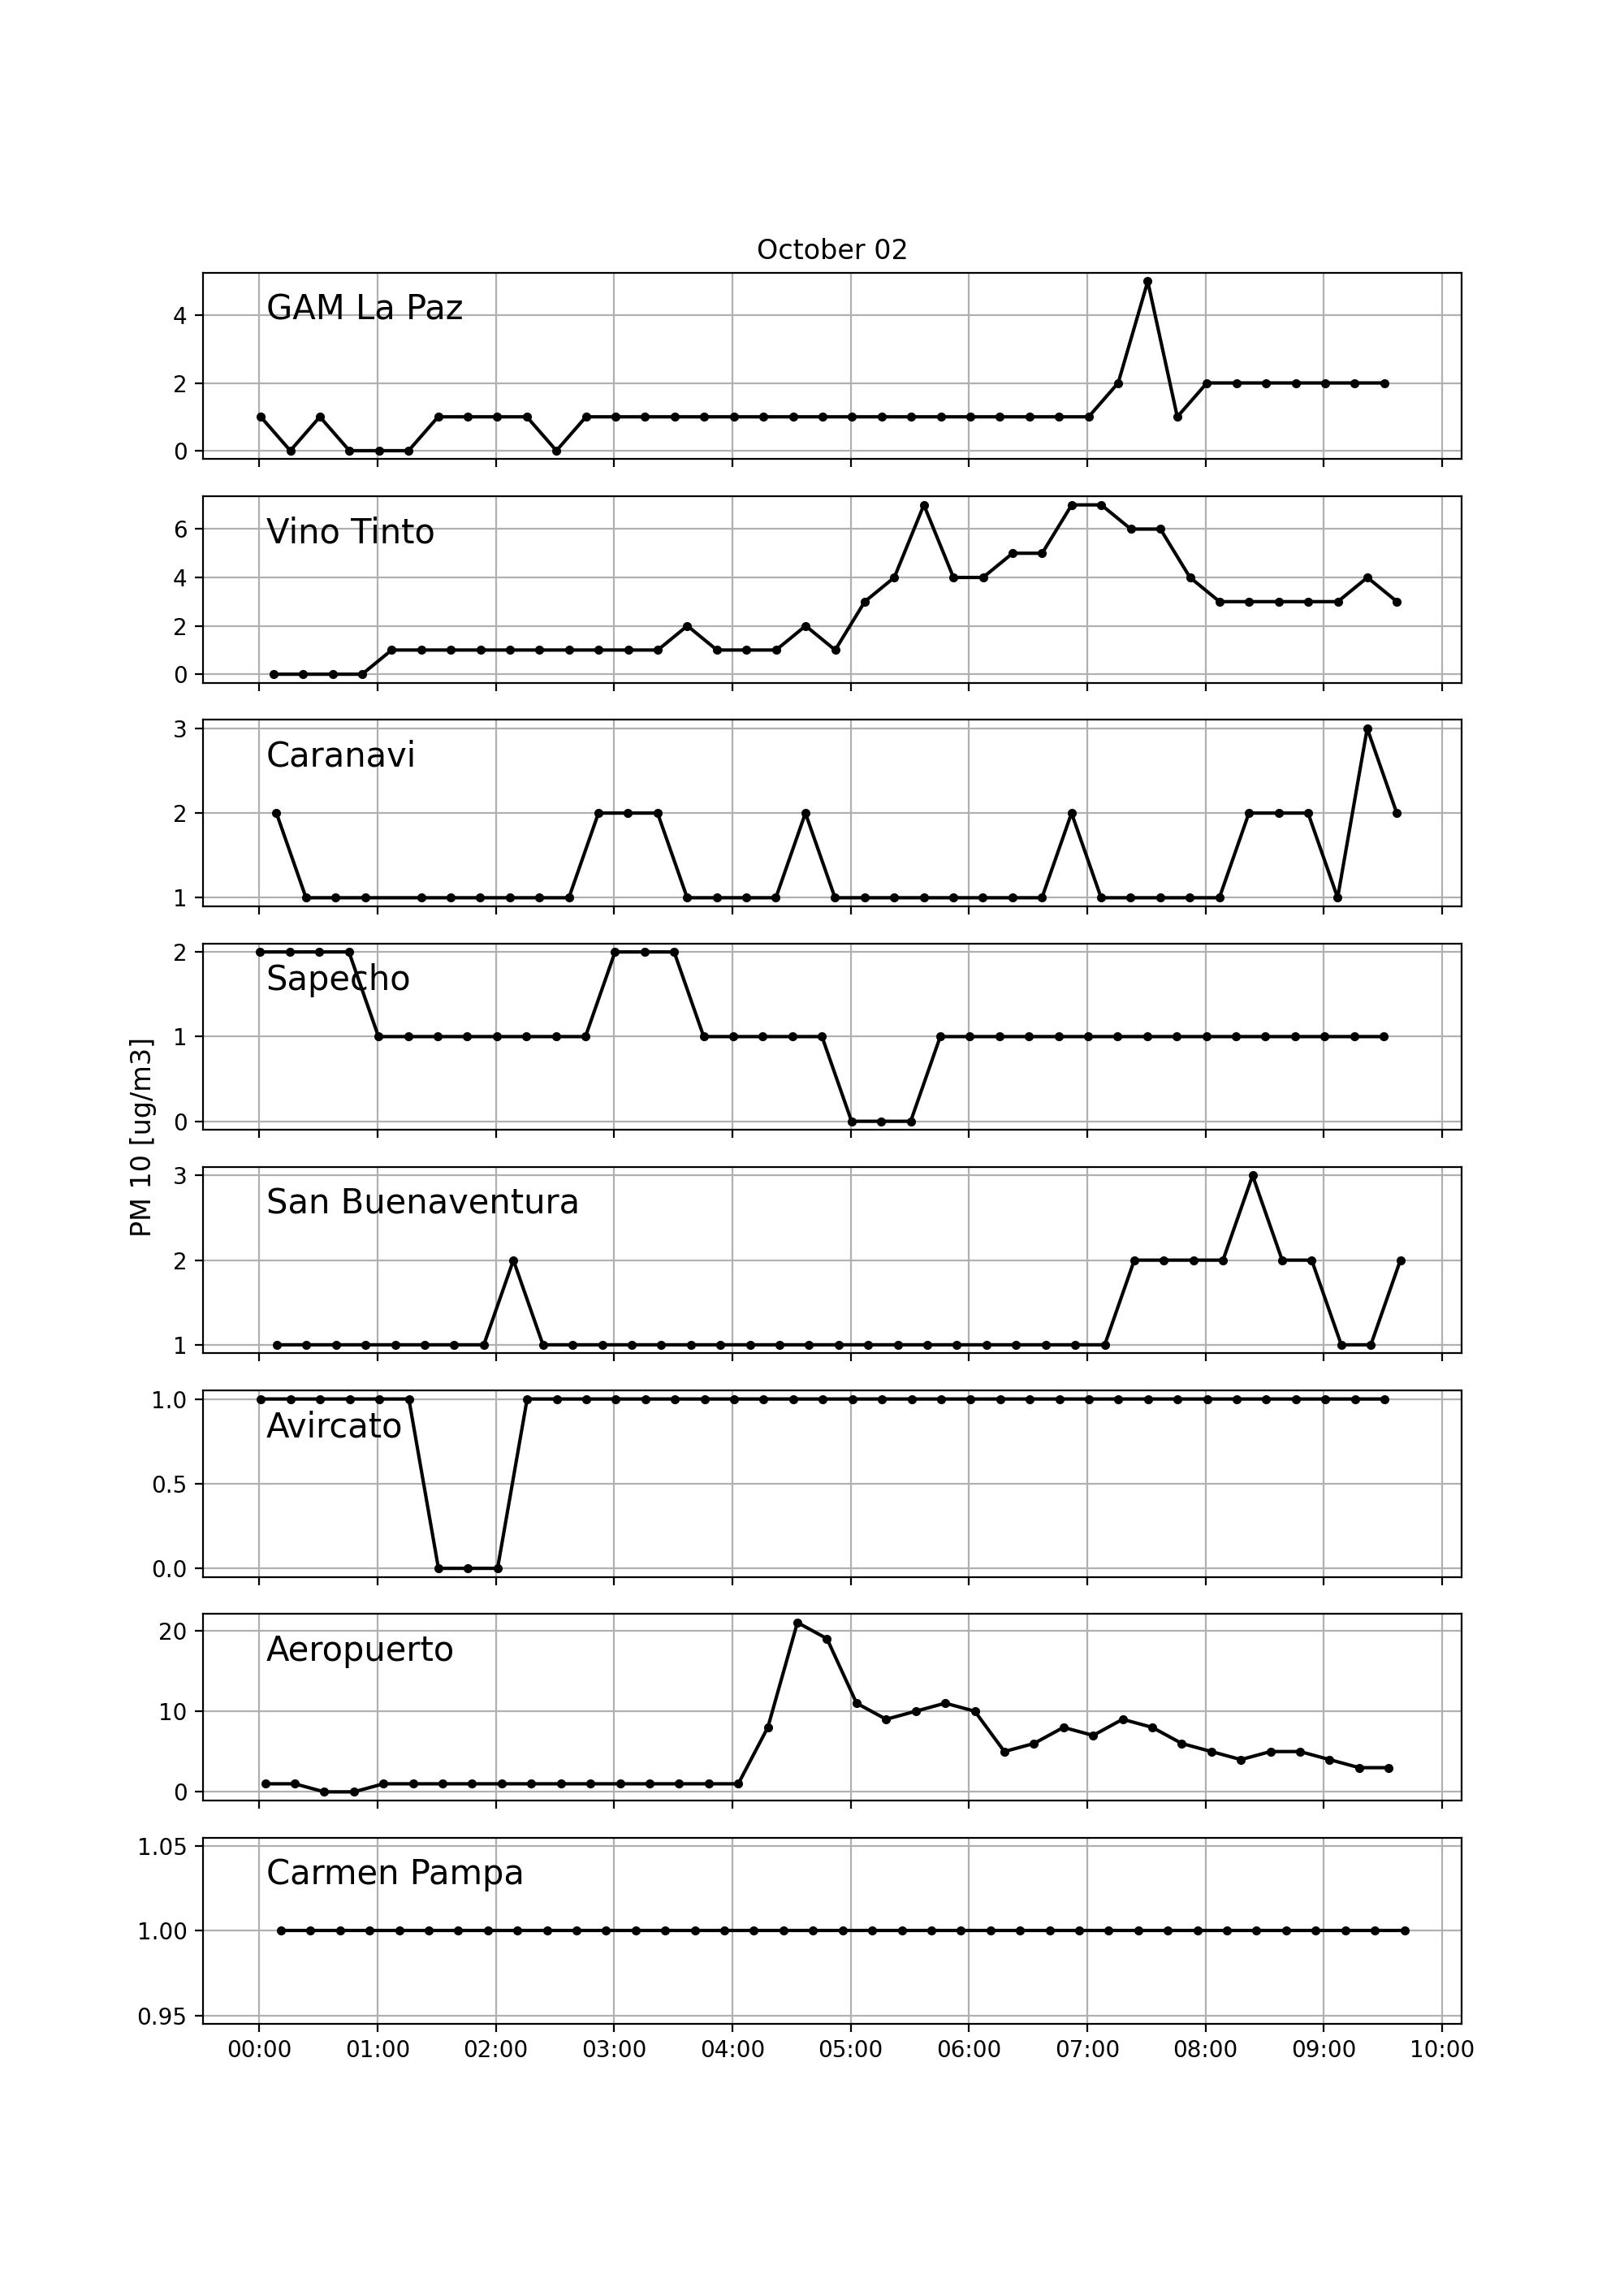 October 02
GAM La Paz
4
2
0
Vino Tinto
6
4
2
0
Caranavi
3
2
1
Sapecho
2
1
0
PM 10 [ug/m3]
San Buenaventura
3
2
1
Avircato
1.0
0.5
0.0
Aeropuerto
20
10
0
Carmen Pampa
1.05
1.00
0.95
00:00 01:00 02:00 03:00 04:00 05:00 06:00 07:00 08:00 09:00 10:00